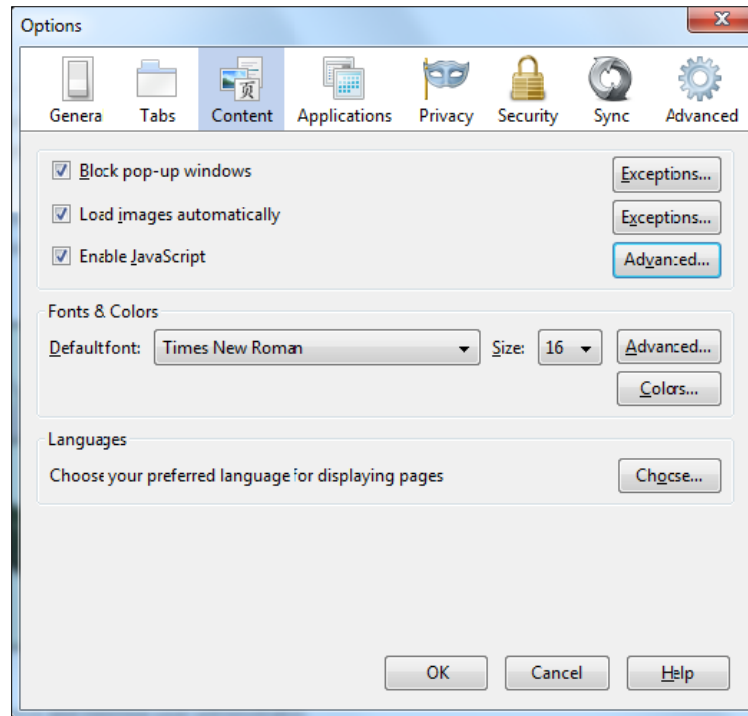 Options
Genera Tabs Content Applications Privacy Security Sync Advanced
Block pop-up windows Exceptions...
Load images automatically Exceptions...
Enable JavaScript Advanced...
Fonts & Colors
Default font: Times New Roman Size: 16 Advanced...
Colors...
Languages
Choose your preferred language for displaying pages Choose...
OK Cancel Help